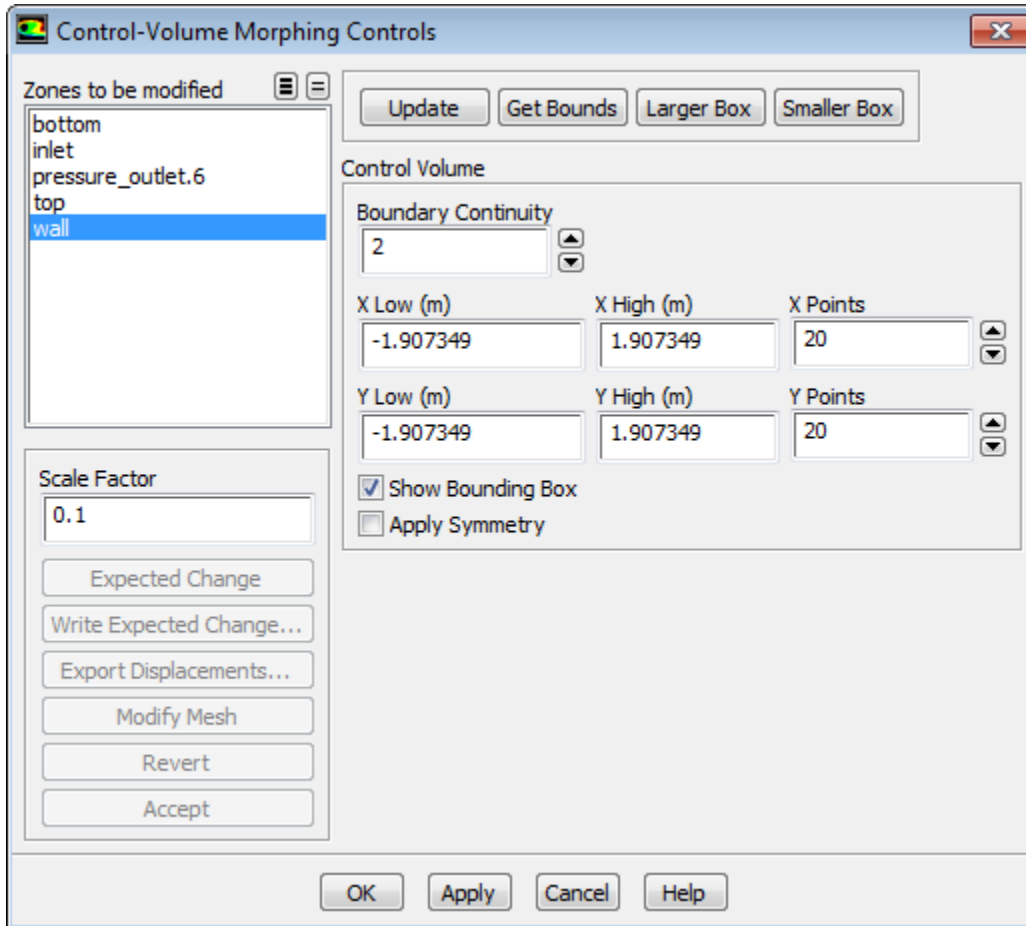 Control-Volume Morphing Controls
Zones to be modified
bottom
inlet
pressure_outlet.6
top
wall
Update Get Bounds Larger Box Smaller Box
Control Volume
Boundary Continuity
2
X Low (m) X High (m) X Points
-1.907349 1.907349 20
Y Low (m) Y High (m) Y Points
-1.907349 1.907349 20
Show Bounding Box
Apply Symmetry
Scale Factor
0.1
Expected Change
Write Expected Change...
Export Displacements...
Modify Mesh
Revert
Accept
OK Apply Cancel Help